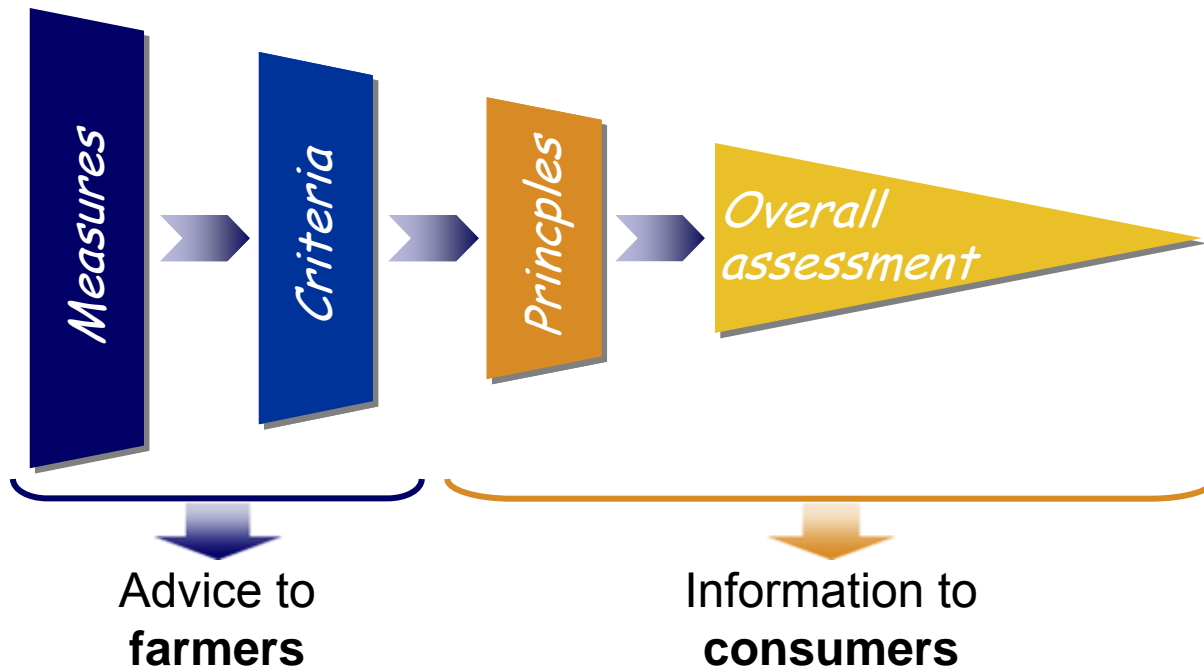 Measures
Criteria
Princples
Overall
assessment
Advice to
farmers
Information to
consumers